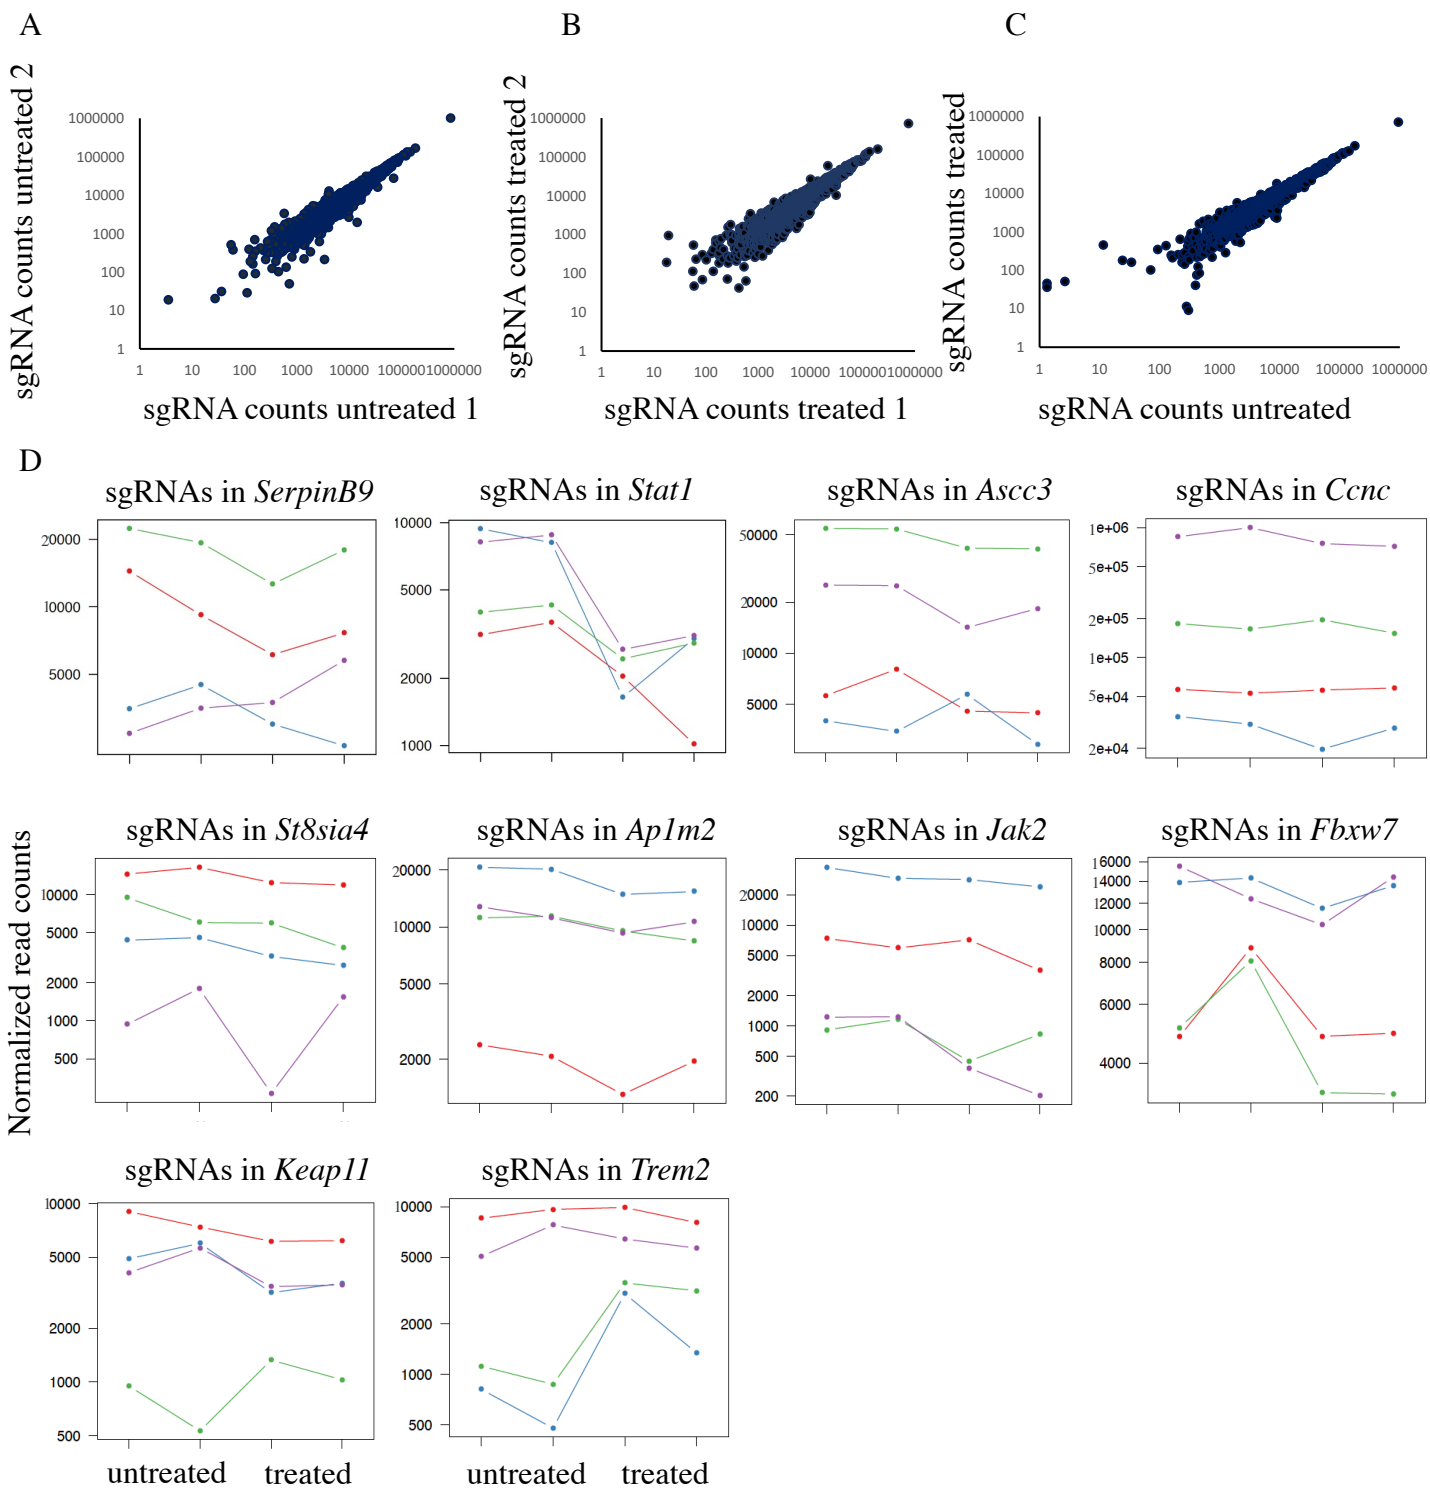 A
B
C
sgRNA counts untreated 2
1000000
100000
10000
1000
100
10
1
1 10 100 1000 10000 100000 1000000
sgRNA counts untreated 1
sgRNA counts treated 2
1000000
100000
10000
1000
100
10
1
1 10 100 1000 10000 100000 1000000
sgRNA counts treated 1
sgRNA counts treated
1000000
100000
10000
1000
100
10
1
1 10 100 1000 10000 100000 1000000
sgRNA counts untreated
D
Normalized read counts
sgRNAs in SerpinB9
20000
10000
5000
sgRNAs in Stat1
10000
5000
2000
1000
sgRNAs in Ascc3
50000
20000
10000
5000
sgRNAs in Ccnc
1e+06
5e+05
2e+05
1e+05
5e+04
2e+04
sgRNAs in St8sia4
10000
5000
2000
1000
500
sgRNAs in Ap1m2
20000
10000
5000
2000
sgRNAs in Jak2
20000
10000
5000
2000
1000
500
200
sgRNAs in Fbxw7
16000
14000
12000
10000
8000
6000
4000
sgRNAs in Keap11
10000
5000
2000
1000
500
untreated treated
sgRNAs in Trem2
10000
5000
2000
1000
500
untreated treated